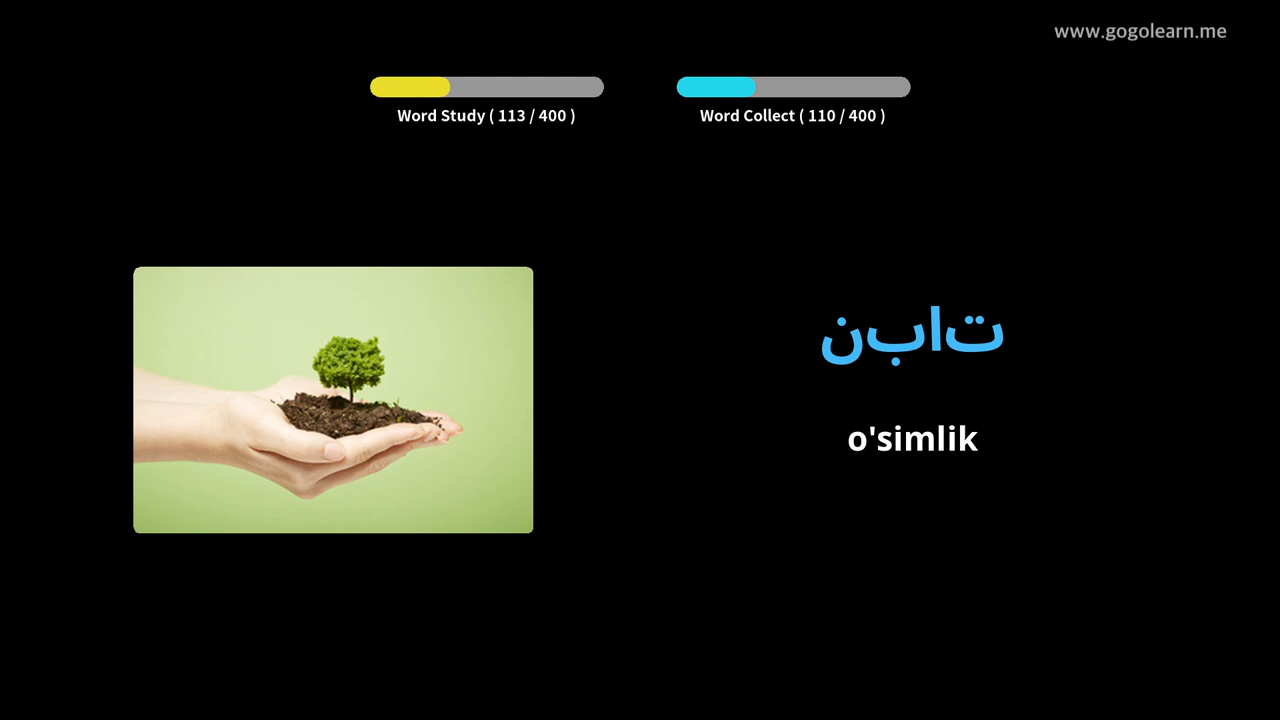 www.gogolearn.me
Word Study ( 113 / 400 )
Word Collect ( 110 / 400 )
نبات
o'simlik